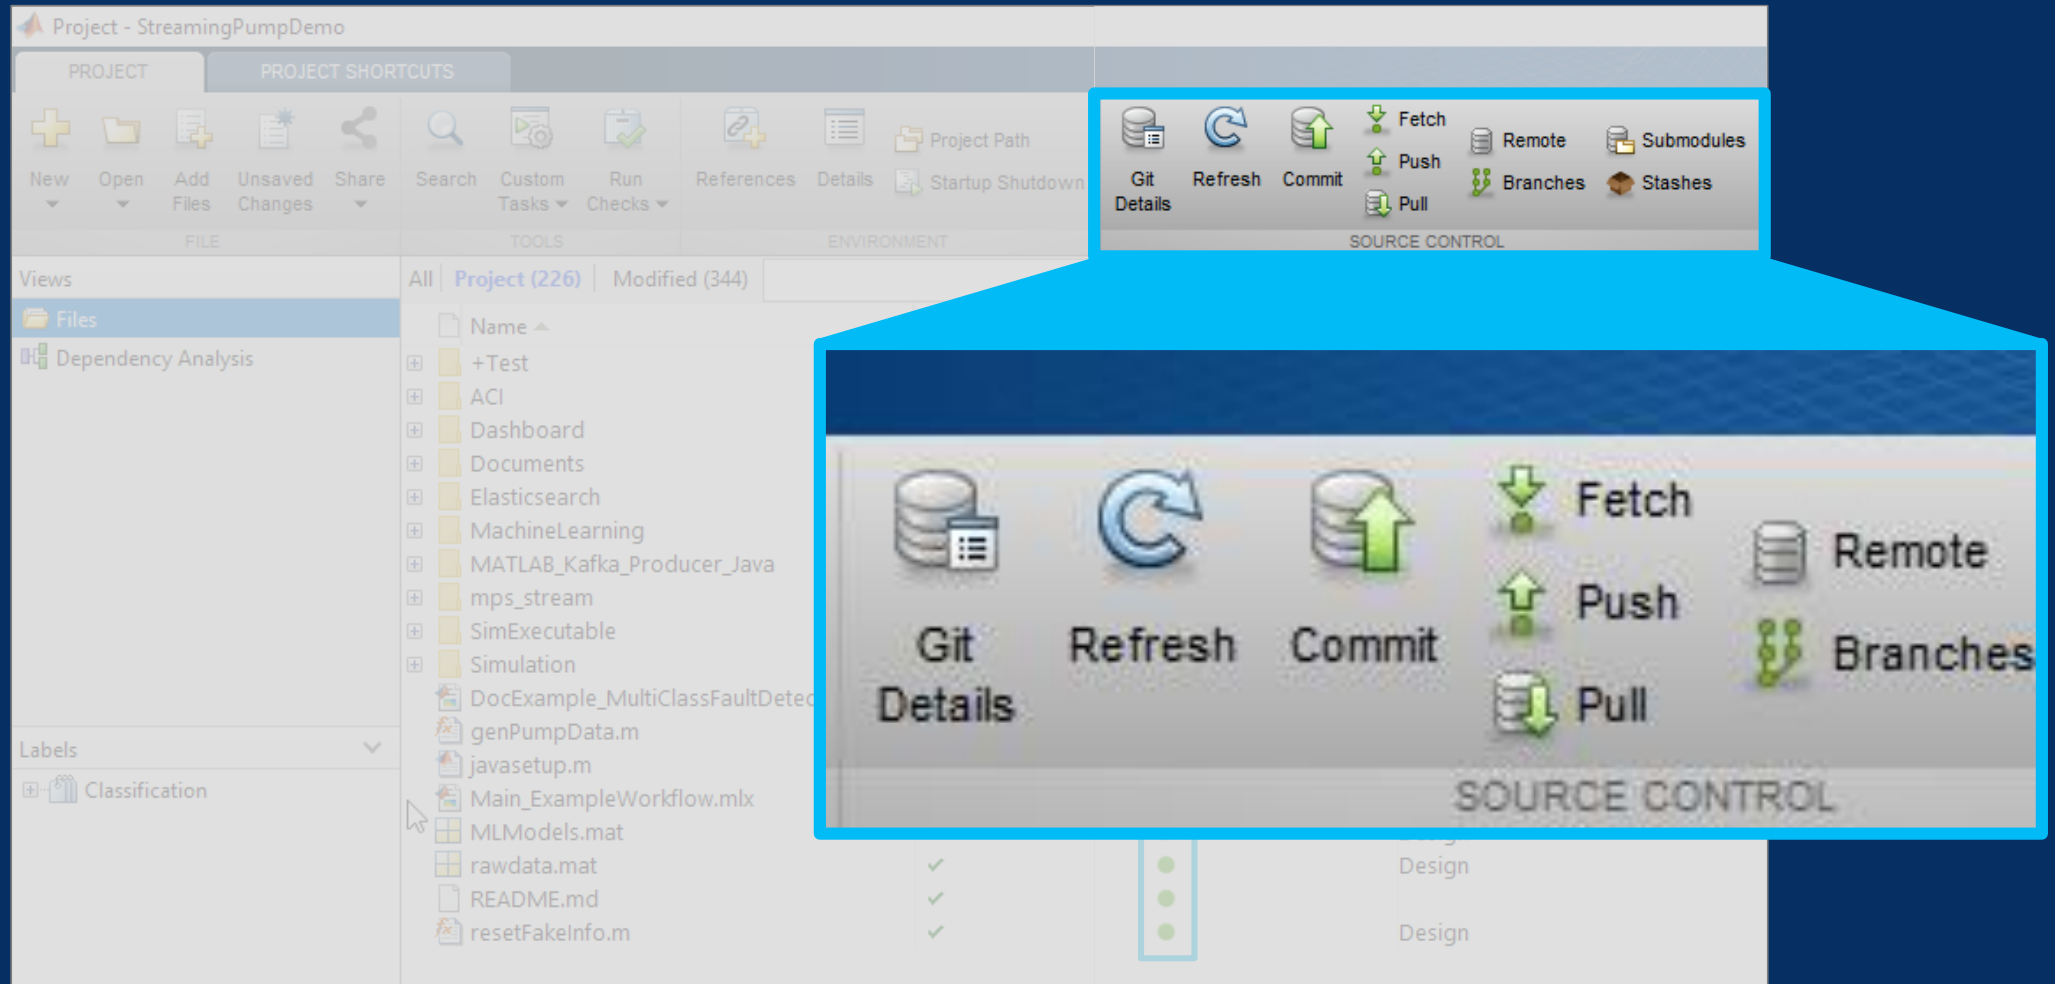 Project - StreamingPumpDemo
PROJECT PROJECT SHORTCUTS
New Open Add Files Unsaved Changes Share
FILE
Search Custom Tasks Run Checks
TOOLS
References Details Project Path Startup Shutdown
ENVIRONMENT
Git Details Refresh Commit Fetch Push Pull Remote Branches Submodules Stashes
SOURCE CONTROL
Views
Files
Dependency Analysis
Labels
Classification
All Project (226) Modified (344)
Name
+Test
ACI
Dashboard
Documents
Elasticsearch
MachineLearning
MATLAB_Kafka_Producer_Java
mps_stream
SimExecutable
Simulation
DocExample_MultiClassFaultDetec
genPumpData.m
javasetup.m
Main_ExampleWorkflow.mlx
MLModels.mat
rawdata.mat Design
README.md
resetFakeInfo.m Design
Git Details Refresh Commit Fetch Push Pull Remote Branches
SOURCE CONTROL